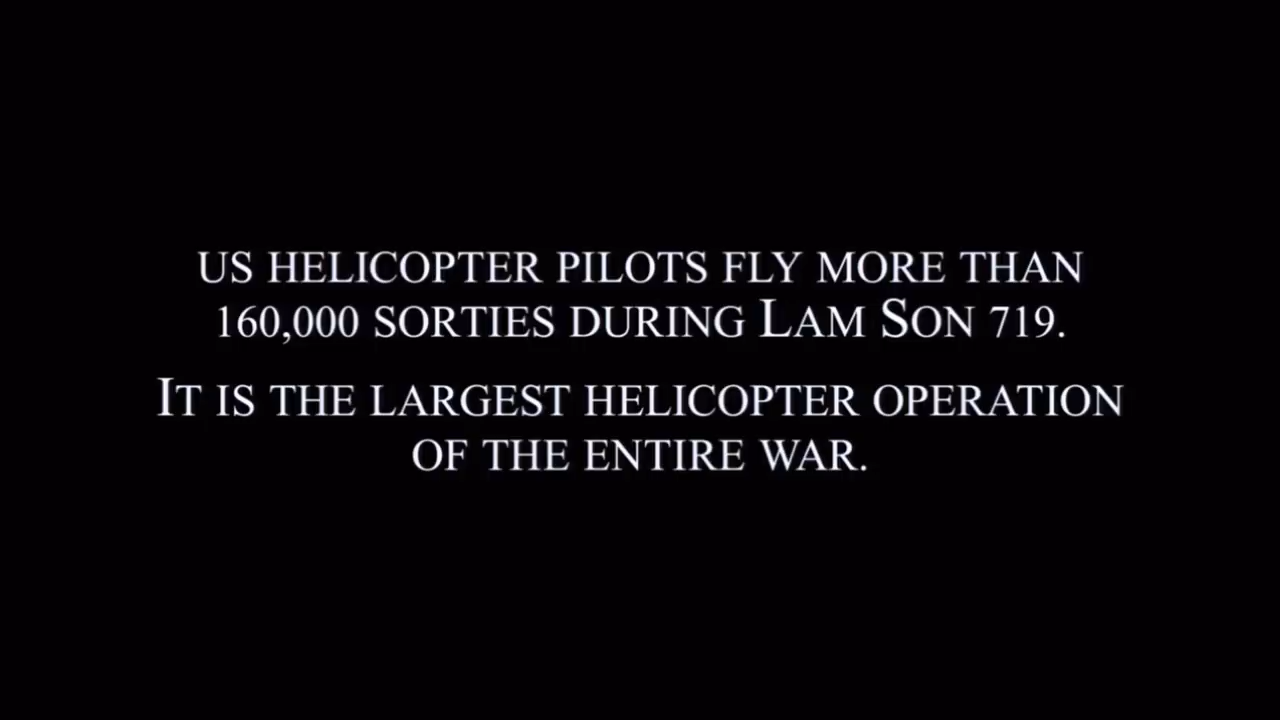 US HELICOPTER PILOTS FLY MORE THAN
160,000 SORTIES DURING LAM SON 719.
IT IS THE LARGEST HELICOPTER OPERATION
OF THE ENTIRE WAR.